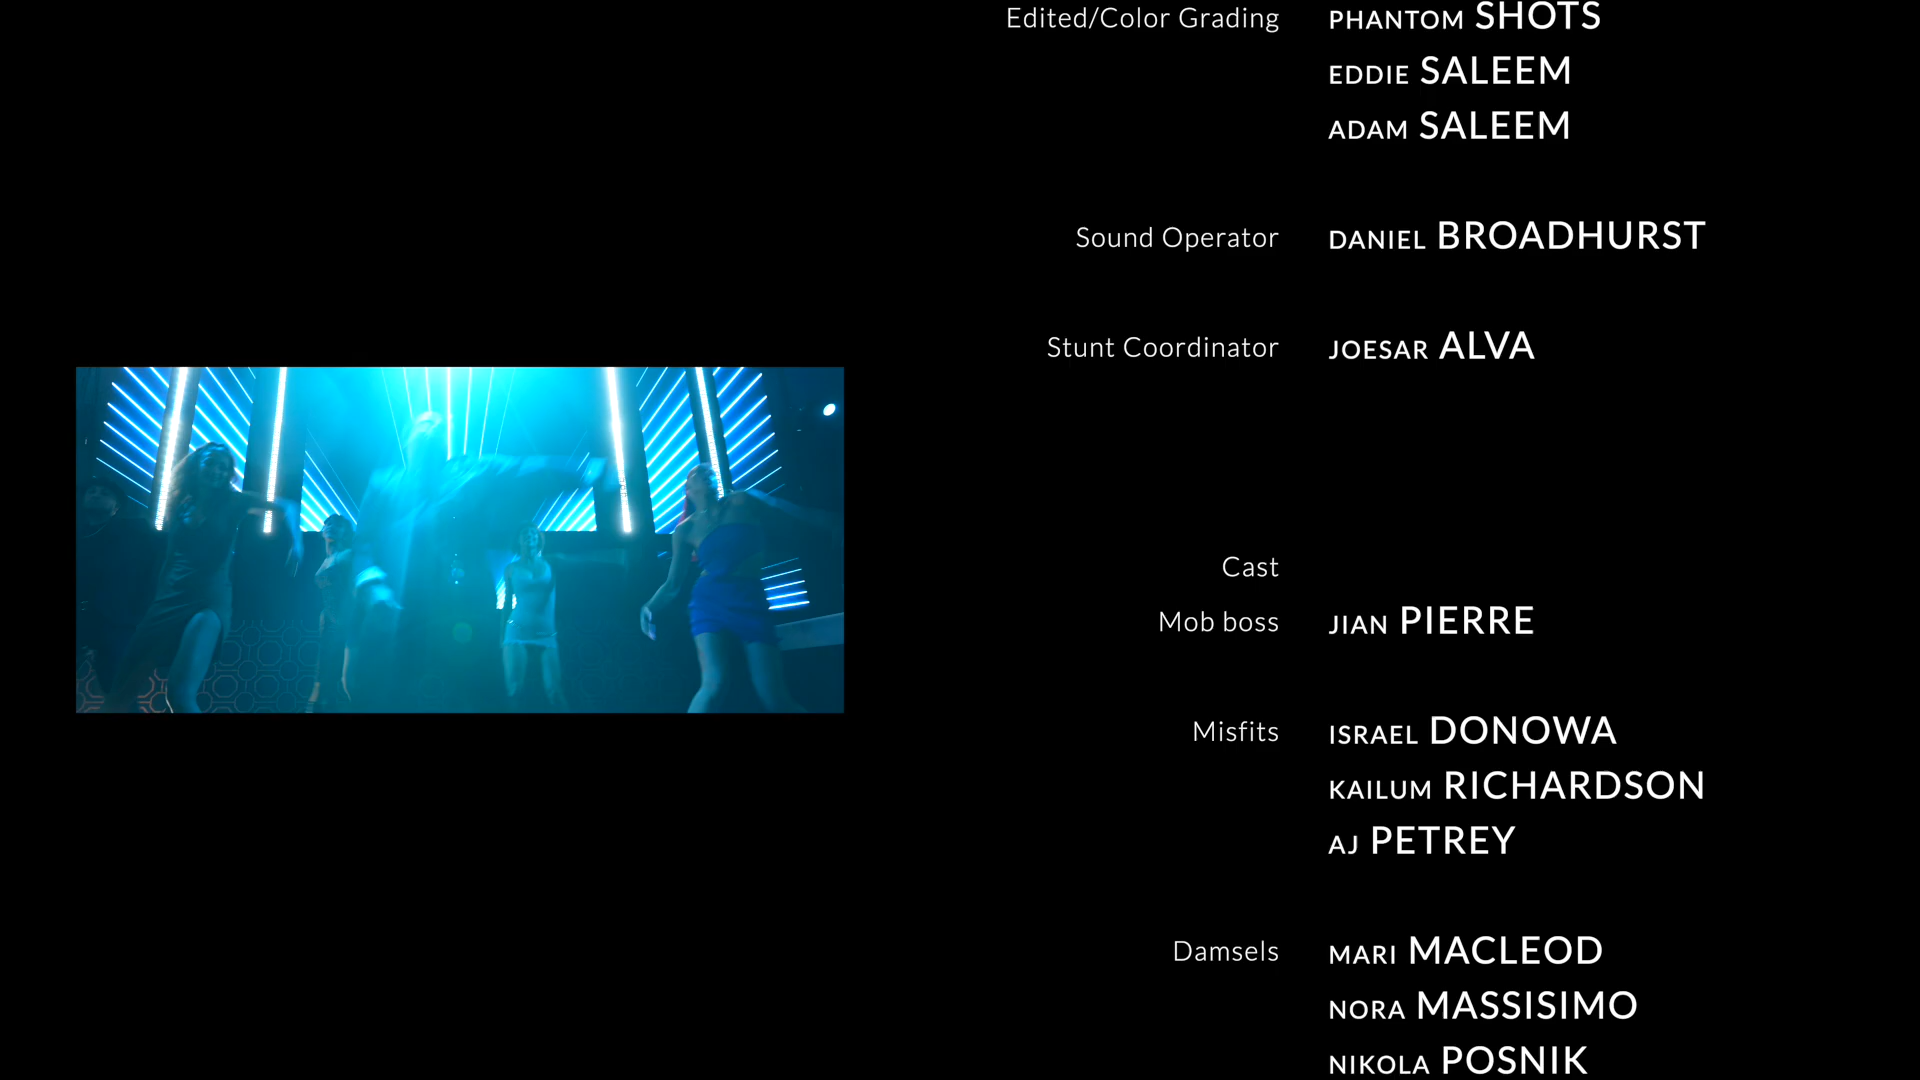 Edited/Color Grading PHANTOM SHOTS
EDDIE SALEEM
ADAM SALEEM
Sound Operator DANIEL BROADHURST
Stunt Coordinator JOESAR ALVA
Cast
Mob boss JIAN PIERRE
Misfits ISRAEL DONOWA
KAILUM RICHARDSON
AJ PETREY
Damsels MARI MACLEOD
NORA MASSISIMO
NIKOLA POSNIK